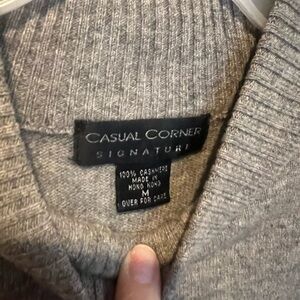 CASUAL CORNER
SIGNATURE
100% CASHMERE
MADE IN
HONG KONG
M
OVER FOR CARE